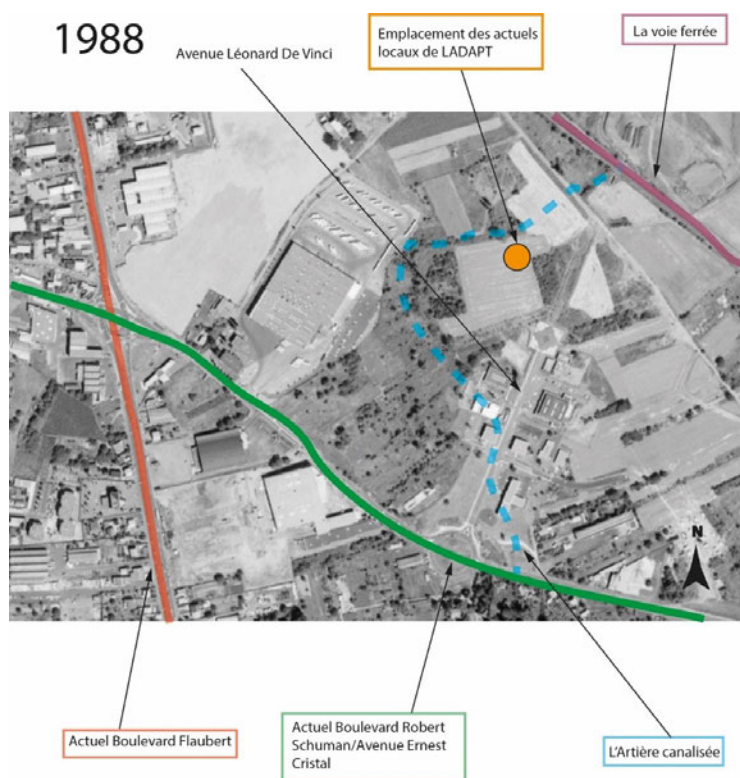 1988
Avenue Léonard De Vinci
Emplacement des actuels
locaux de LADAPT
La voie ferrée
N
Actuel Boulevard Flaubert
Actuel Boulevard Robert
Schuman/Avenue Ernest
Cristal
L'Artière canalisée